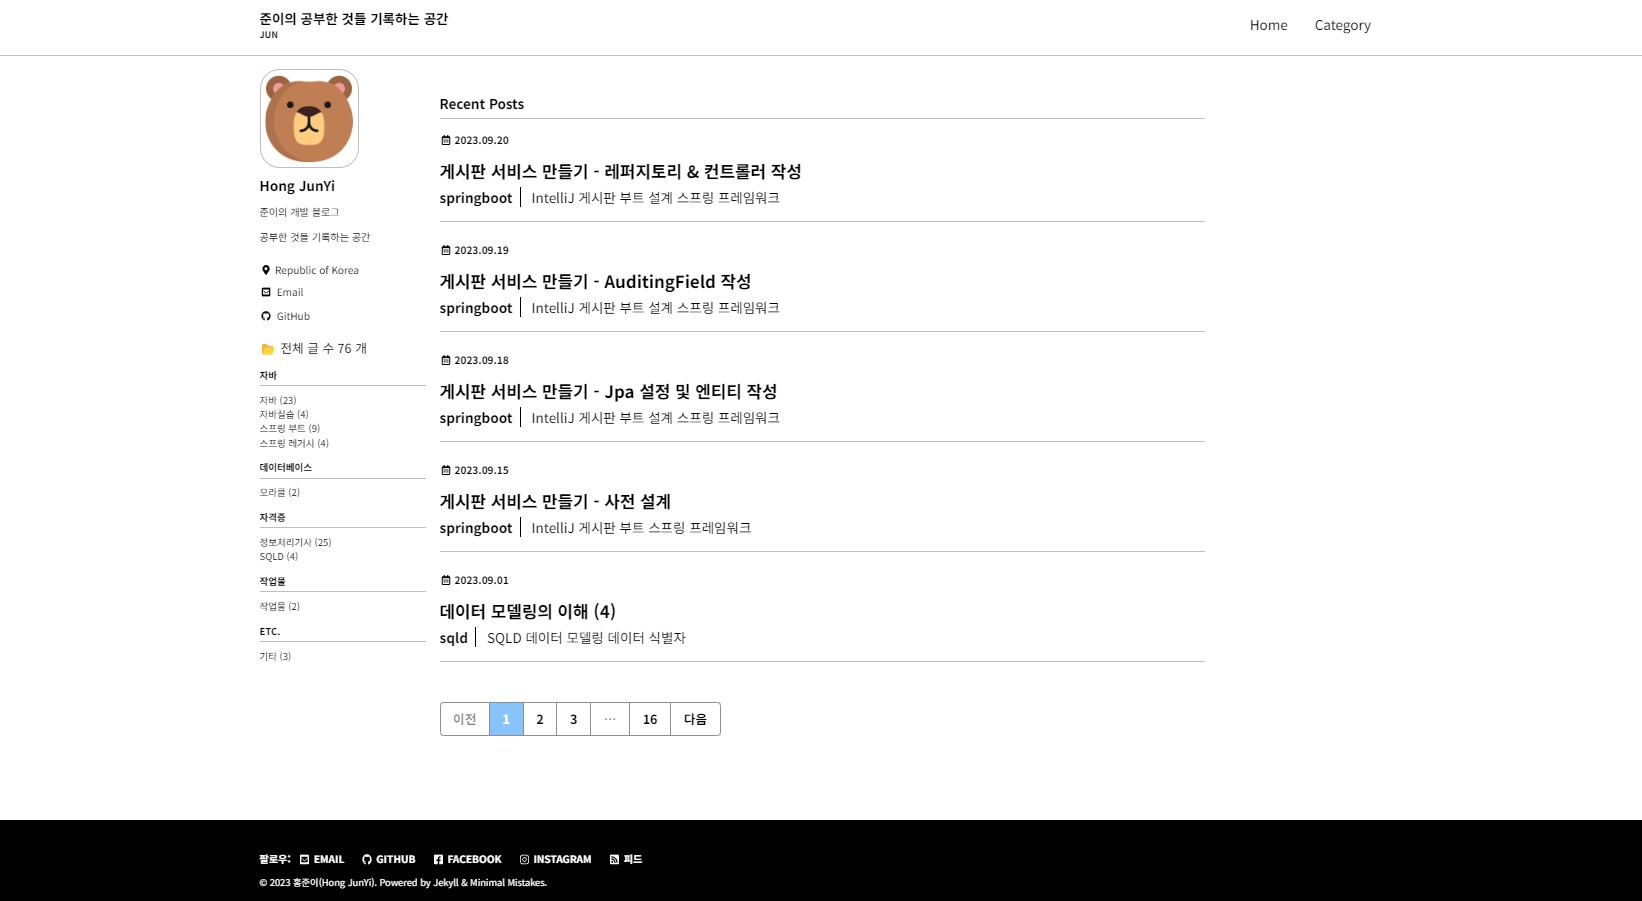 준이의 공부한 것들 기록하는 공간
JUN
Home
Category
Hong JunYi
준이의 개발 블로그
공부한 것들 기록하는 공간
Republic of Korea
Email
GitHub
전체 글 수 76 개
자바
자바 (23)
자바실습 (4)
스프링 부트 (9)
스프링 레거시 (4)
데이터베이스
오라클 (2)
자격증
정보처리기사 (25)
SQLD (4)
작업물
작업물 (2)
ETC.
기타 (3)
Recent Posts
2023.09.20
게시판 서비스 만들기 - 레퍼지토리 & 컨트롤러 작성
springboot IntelliJ 게시판 부트 설계 스프링 프레임워크
2023.09.19
게시판 서비스 만들기 - AuditingField 작성
springboot IntelliJ 게시판 부트 설계 스프링 프레임워크
2023.09.18
게시판 서비스 만들기 - Jpa 설정 및 엔티티 작성
springboot IntelliJ 게시판 부트 설계 스프링 프레임워크
2023.09.15
게시판 서비스 만들기 - 사전 설계
springboot IntelliJ 게시판 부트 스프링 프레임워크
2023.09.01
데이터 모델링의 이해 (4)
sqld SQLD 데이터 모델링 데이터 식별자
이전 1 2 3 … 16 다음
팔로우: EMAIL GITHUB FACEBOOK INSTAGRAM 피드
© 2023 홍준이(Hong JunYi). Powered by Jekyll & Minimal Mistakes.